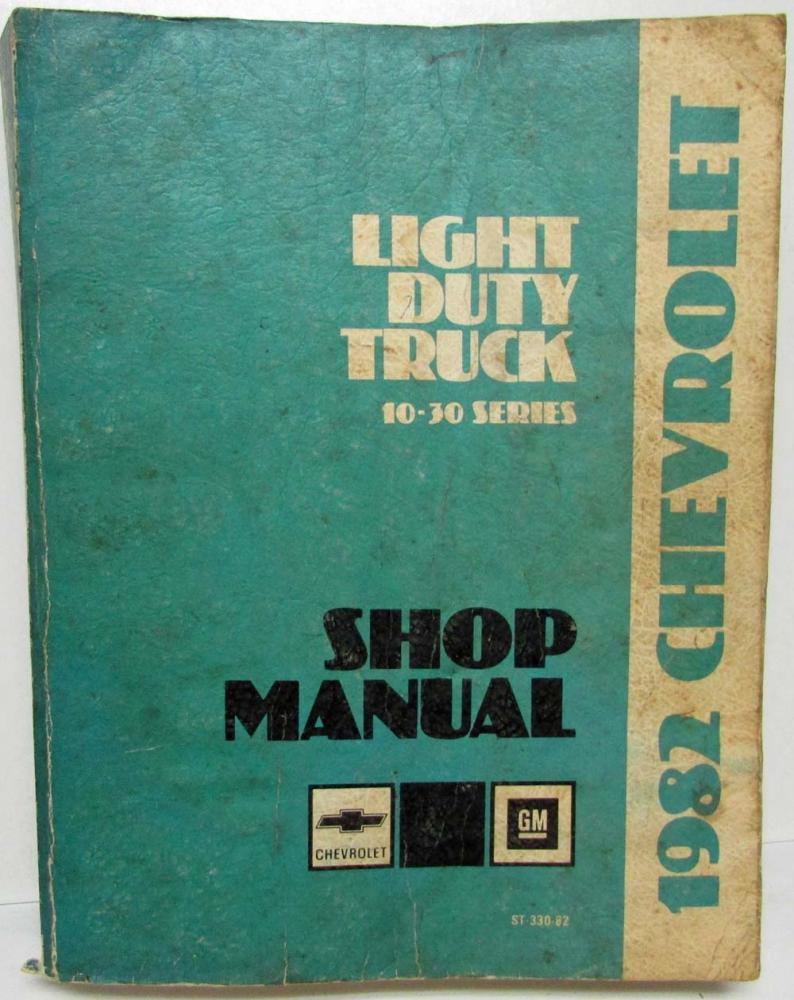 LIGHT
DUTY
TRUCK
10-30 SERIES
SHOP
MANUAL
CHEVROLET
GM
ST-330-82
1982 CHEVROLET